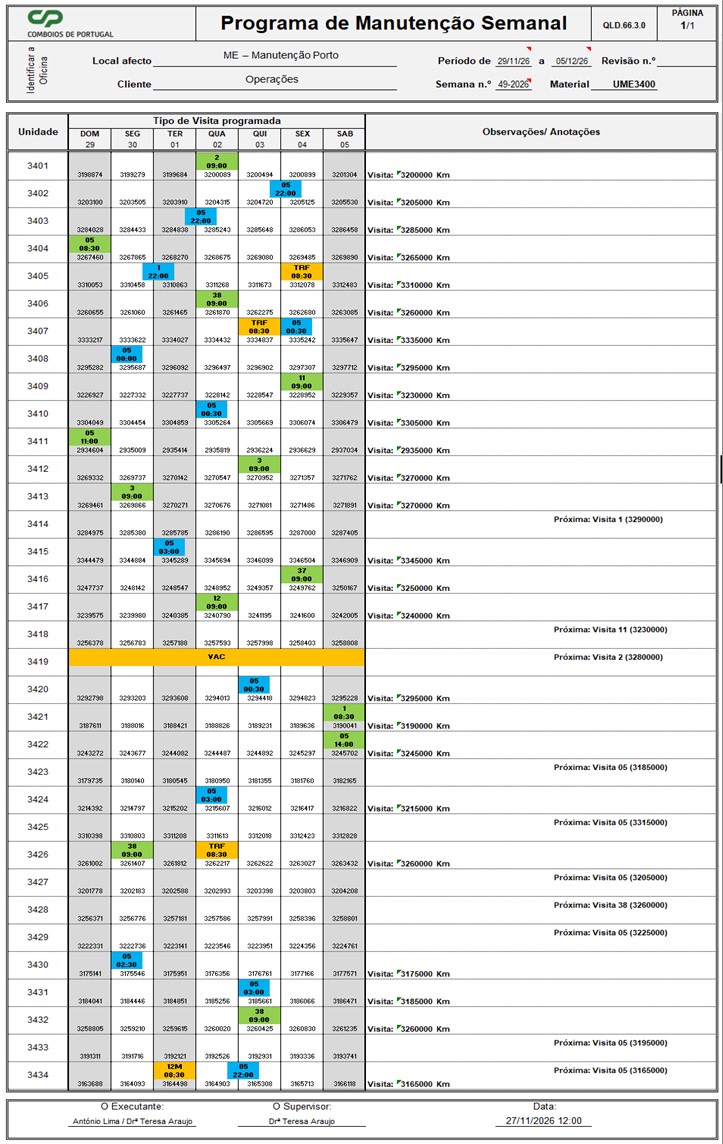 CP
COMBOIOS DE PORTUGAL
Programa de Manutenção Semanal
QLD.66.3.0
PÁGINA
1/1
Identificar a Oficina
Local afecto ME – Manutenção Porto Período de 29/11/26 a 05/12/26 Revisão n.º
Cliente Operações Semana n.º 49-2026 Material UME3400
Unidade Tipo de Visita programada Observações/ Anotações
DOM SEG TER QUA QUI SEX SAB
29 30 01 02 03 04 05
3401 2 09:00
3198874 3199279 3199684 3200089 3200494 3200899 3201304 Visita: 3200000 Km
3402 05 22:00
3203100 3203505 3203910 3204315 3204720 3205125 3205530 Visita: 3205000 Km
3403 05 22:00
3284028 3284433 3284838 3285243 3285648 3286053 3286458 Visita: 3285000 Km
3404 05 08:30
3267460 3267865 3268270 3268675 3269080 3269485 3269890 Visita: 3265000 Km
3405 1 22:00 TRF 08:30
3310053 3310458 3310863 3311268 3311673 3312078 3312483 Visita: 3310000 Km
3406 38 09:00
3260655 3261060 3261465 3261870 3262275 3262680 3263085 Visita: 3260000 Km
3407 TRF 08:30 05 00:30
3333217 3333622 3334027 3334432 3334837 3335242 3335647 Visita: 3335000 Km
3408 05 00:00
3295282 3295687 3296092 3296497 3296902 3297307 3297712 Visita: 3295000 Km
3409 11 09:00
3226927 3227332 3227737 3228142 3228547 3228952 3229357 Visita: 3230000 Km
3410 05 00:30
3304049 3304454 3304859 3305264 3305669 3306074 3306479 Visita: 3305000 Km
3411 05 11:00
2934604 2935009 2935414 2935819 2936224 2936629 2937034 Visita: 2935000 Km
3412 3 09:00
3269332 3269737 3270142 3270547 3270952 3271357 3271762 Visita: 3270000 Km
3413 3 09:00
3269461 3269866 3270271 3270676 3271081 3271486 3271891 Visita: 3270000 Km
3414 Próxima: Visita 1 (3290000)
3284975 3285380 3285785 3286190 3286595 3287000 3287405
3415 05 03:00
3344479 3344884 3345289 3345694 3346099 3346504 3346909 Visita: 3345000 Km
3416 37 09:00
3247737 3248142 3248547 3248952 3249357 3249762 3250167 Visita: 3250000 Km
3417 12 09:00
3239575 3239980 3240385 3240790 3241195 3241600 3242005 Visita: 3240000 Km
3418 Próxima: Visita 11 (3230000)
3256378 3256783 3257188 3257593 3257998 3258403 3258808
3419 VAC Próxima: Visita 2 (3280000)
3420 05 00:30
3292798 3293203 3293608 3294013 3294418 3294823 3295228 Visita: 3295000 Km
3421 1 08:30
3187611 3188016 3188421 3188826 3189231 3189636 3190041 Visita: 3190000 Km
3422 05 14:00
3243272 3243677 3244082 3244487 3244892 3245297 3245702 Visita: 3245000 Km
3423 Próxima: Visita 05 (3185000)
3179735 3180140 3180545 3180950 3181355 3181760 3182165
3424 05 03:00
3214392 3214797 3215202 3215607 3216012 3216417 3216822 Visita: 3215000 Km
3425 Próxima: Visita 05 (3315000)
3310398 3310803 3311208 3311613 3312018 3312423 3312828
3426 38 09:00 TRF 08:30
3261002 3261407 3261812 3262217 3262622 3263027 3263432 Visita: 3260000 Km
3427 Próxima: Visita 05 (3205000)
3201778 3202183 3202588 3202993 3203398 3203803 3204208
3428 Próxima: Visita 38 (3260000)
3256371 3256776 3257181 3257586 3257991 3258396 3258801
3429 Próxima: Visita 05 (3225000)
3222331 3222736 3223141 3223546 3223951 3224356 3224761
3430 05 02:30
3175141 3175546 3175951 3176356 3176761 3177166 3177571 Visita: 3175000 Km
3431 05 03:00
3184041 3184446 3184851 3185256 3185661 3186066 3186471 Visita: 3185000 Km
3432 38 09:00
3258805 3259210 3259615 3260020 3260425 3260830 3261235 Visita: 3260000 Km
3433 Próxima: Visita 05 (3195000)
3191311 3191716 3192121 3192526 3192931 3193336 3193741
3434 12M 08:30 05 22:00 Próxima: Visita 05 (3165000)
3163688 3164093 3164498 3164903 3165308 3165713 3166118 Visita: 3165000 Km
O Executante: O Supervisor: Data:
António Lima / Drª Teresa Araujo Drª Teresa Araujo 27/11/2026 12:00